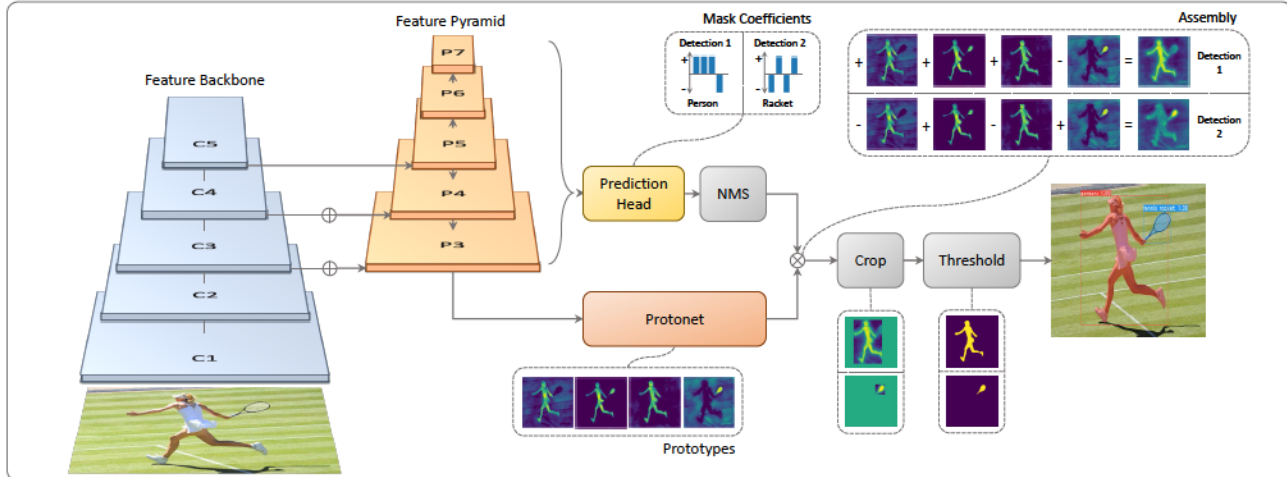 Feature Pyramid
Mask Coefficients
Assembly
Feature Backbone
P7
P6
P5
P4
P3
C5
C4
C3
C2
C1
Detection 1
+
-
Person
Detection 2
+
-
Racket
+ + + - = Detection 1
- + - + = Detection 2
Prediction
Head
NMS
Crop
Threshold
Protonet
Prototypes